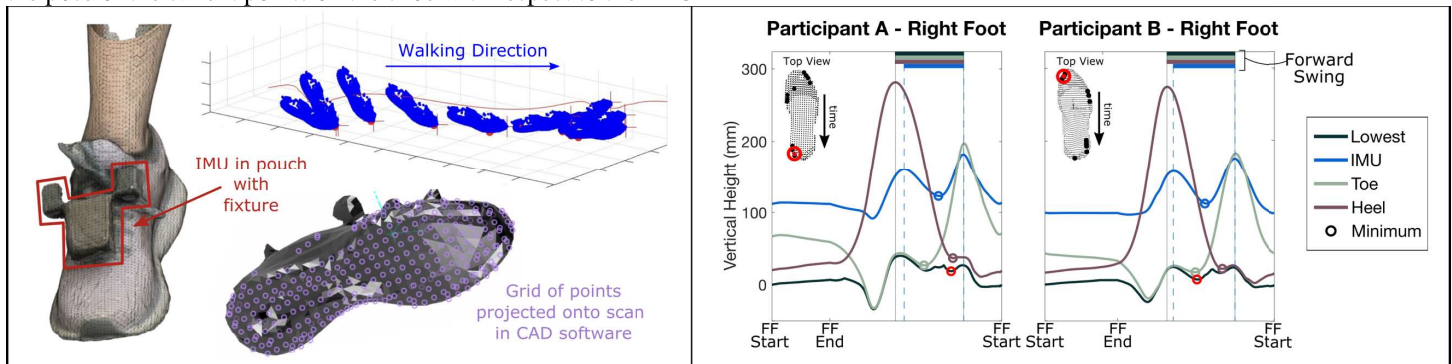 Walking Direction
IMU in pouch
with
fixture
Grid of points
projected onto scan
in CAD software
Participant A - Right Foot
Participant B - Right Foot
Top View
time
Top View
time
Forward
Swing
Vertical Height (mm)
300
200
100
0
FF
Start
FF
End
FF
Start
FF
Start
FF
End
FF
Start
Lowest
IMU
Toe
Heel
Minimum